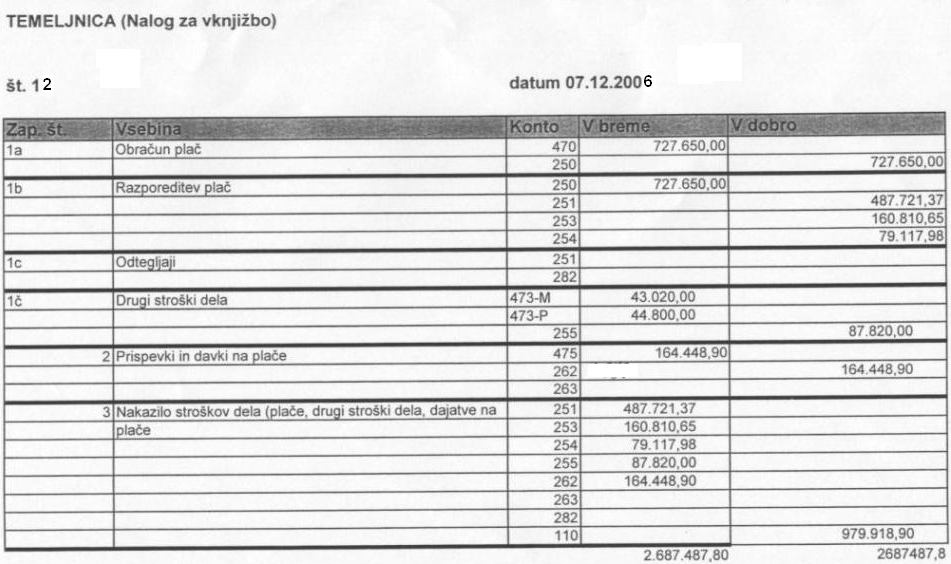 TEMELJNICA (Nalog za vknjižbo)
št. 12 datum 07.12.2006
Zap. št. Vsebina Konto V breme V dobro
1a Obračun plač 470 727.650,00
250 727.650,00
1b Razporeditev plač 250 727.650,00
251 487.721,37
253 160.810,65
254 79.117,98
1c Odtegljaji 251
282
1č Drugi stroški dela 473-M 43.020,00
473-P 44.800,00
255 87.820,00
2 Prispevki in davki na plače 475 164.448,90
262 164.448,90
263
3 Nakazilo stroškov dela (plače, drugi stroški dela, dajatve na 251 487.721,37
plače 253 160.810,65
254 79.117,98
255 87.820,00
262 164.448,90
263
282
110 979.918,90
2.687.487,80 2687487,8